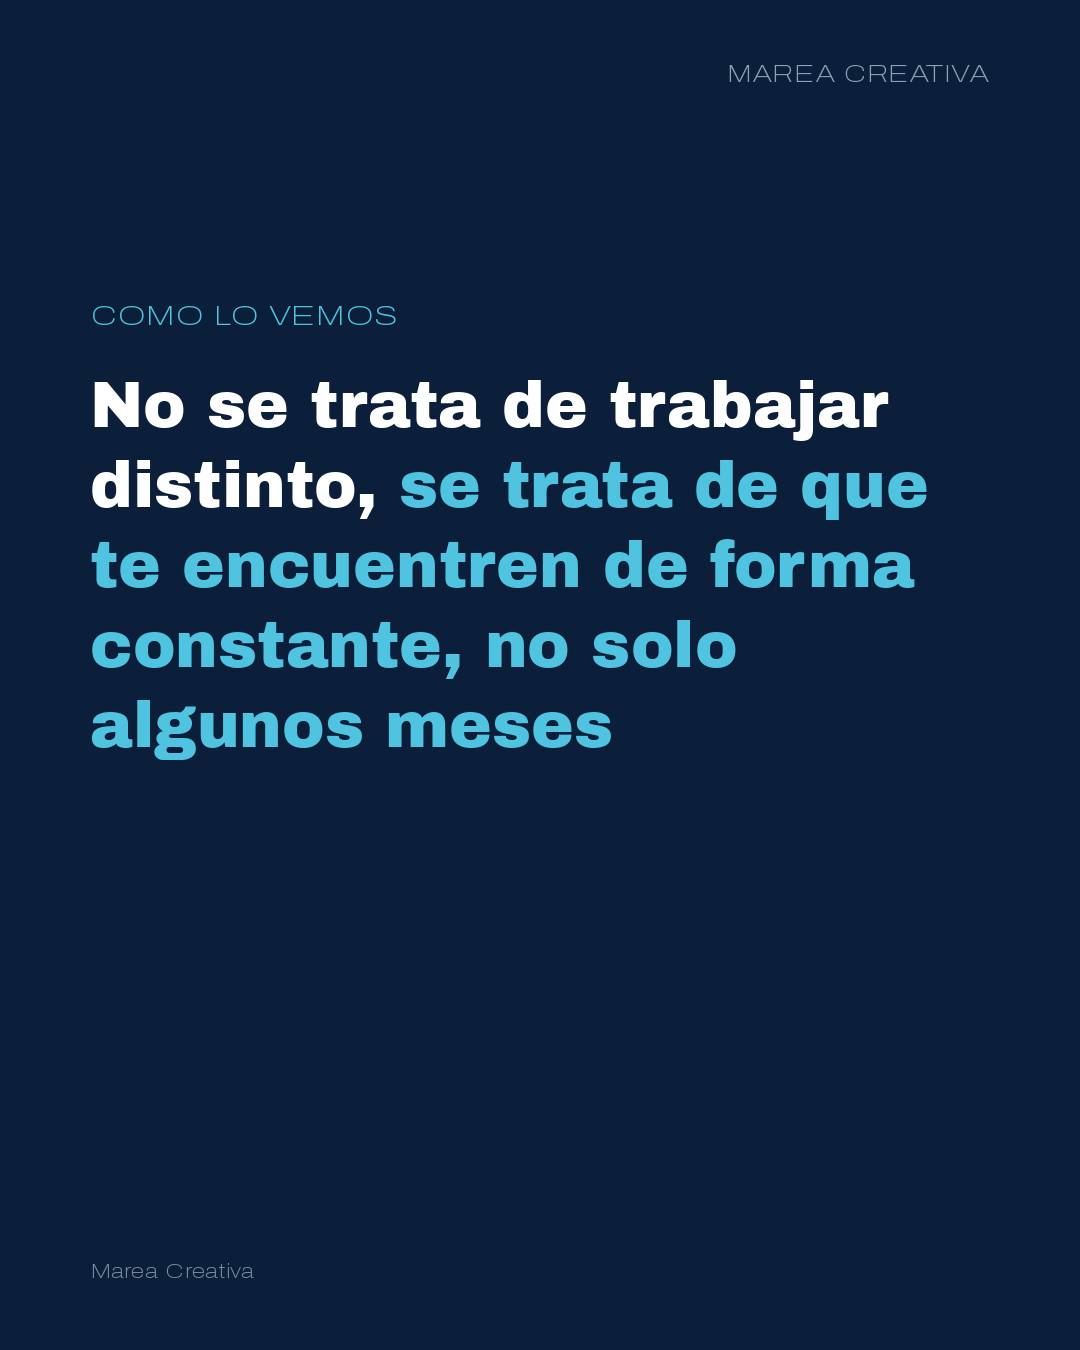 MAREA CREATIVA
COMO LO VEMOS
No se trata de trabajar
distinto, se trata de que
te encuentren de forma
constante, no solo
algunos meses
Marea Creativa